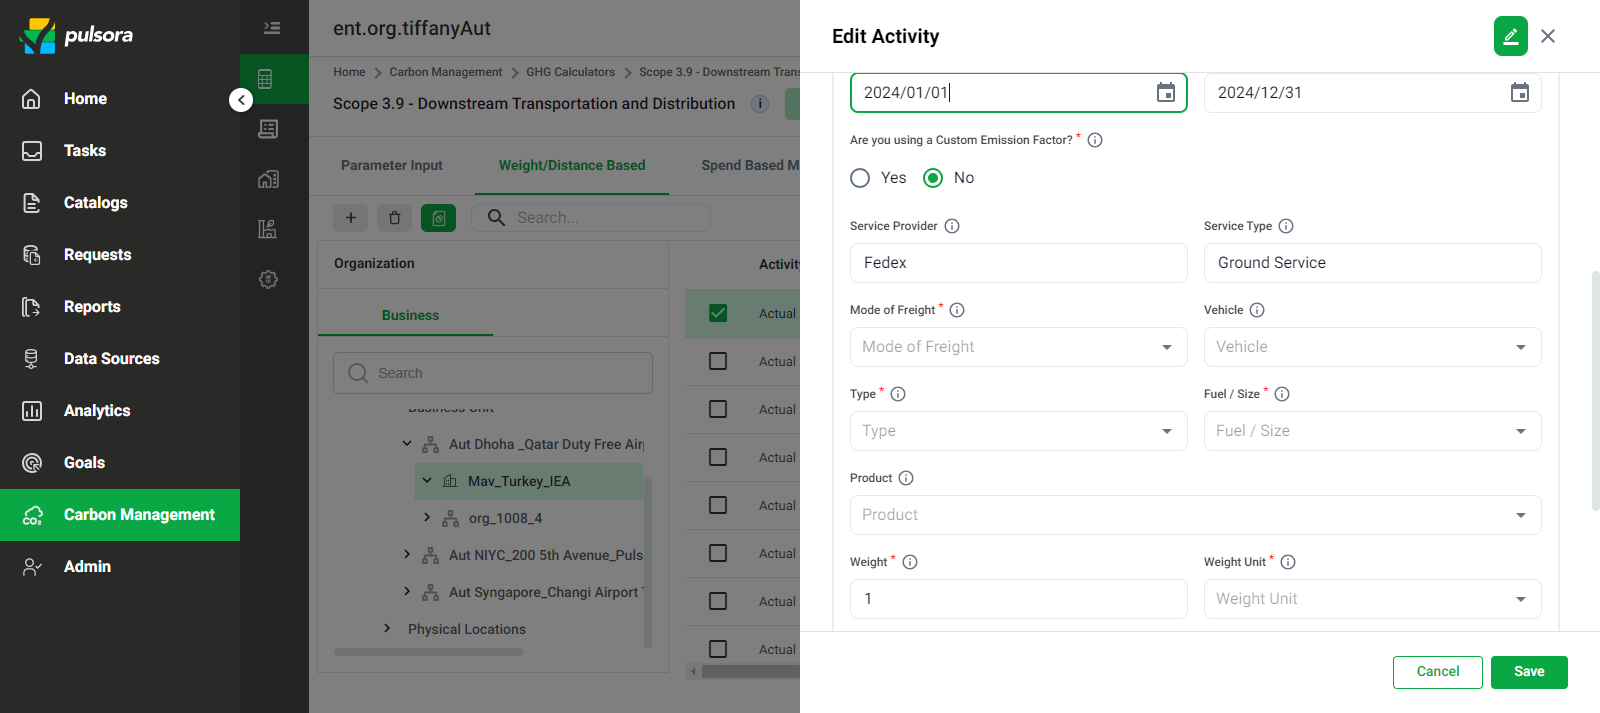 pulsora
Home
Tasks
Catalogs
Requests
Reports
Data Sources
Analytics
Goals
Carbon Management
Admin
ent.org.tiffanyAut
Home > Carbon Management > GHG Calculators > Scope 3.9 - Downstream Trans
Scope 3.9 - Downstream Transportation and Distribution
Parameter Input
Weight/Distance Based
Spend Based M
Search...
Organization
Business
Search
Business Unit
Aut Dhoha _Qatar Duty Free Air
Mav_Turkey_IEA
org_1008_4
Aut NIYC_200 5th Avenue_Puls
Aut Syngapore_Changi Airport T
Physical Locations
Activity
Actual
Actual
Actual
Actual
Actual
Actual
Actual
Actual
Edit Activity
2024/01/01
2024/12/31
Are you using a Custom Emission Factor? *
Yes
No
Service Provider
Service Type
Fedex
Ground Service
Mode of Freight *
Vehicle
Mode of Freight
Vehicle
Type *
Fuel / Size *
Type
Fuel / Size
Product
Product
Weight *
Weight Unit *
1
Weight Unit
Cancel
Save